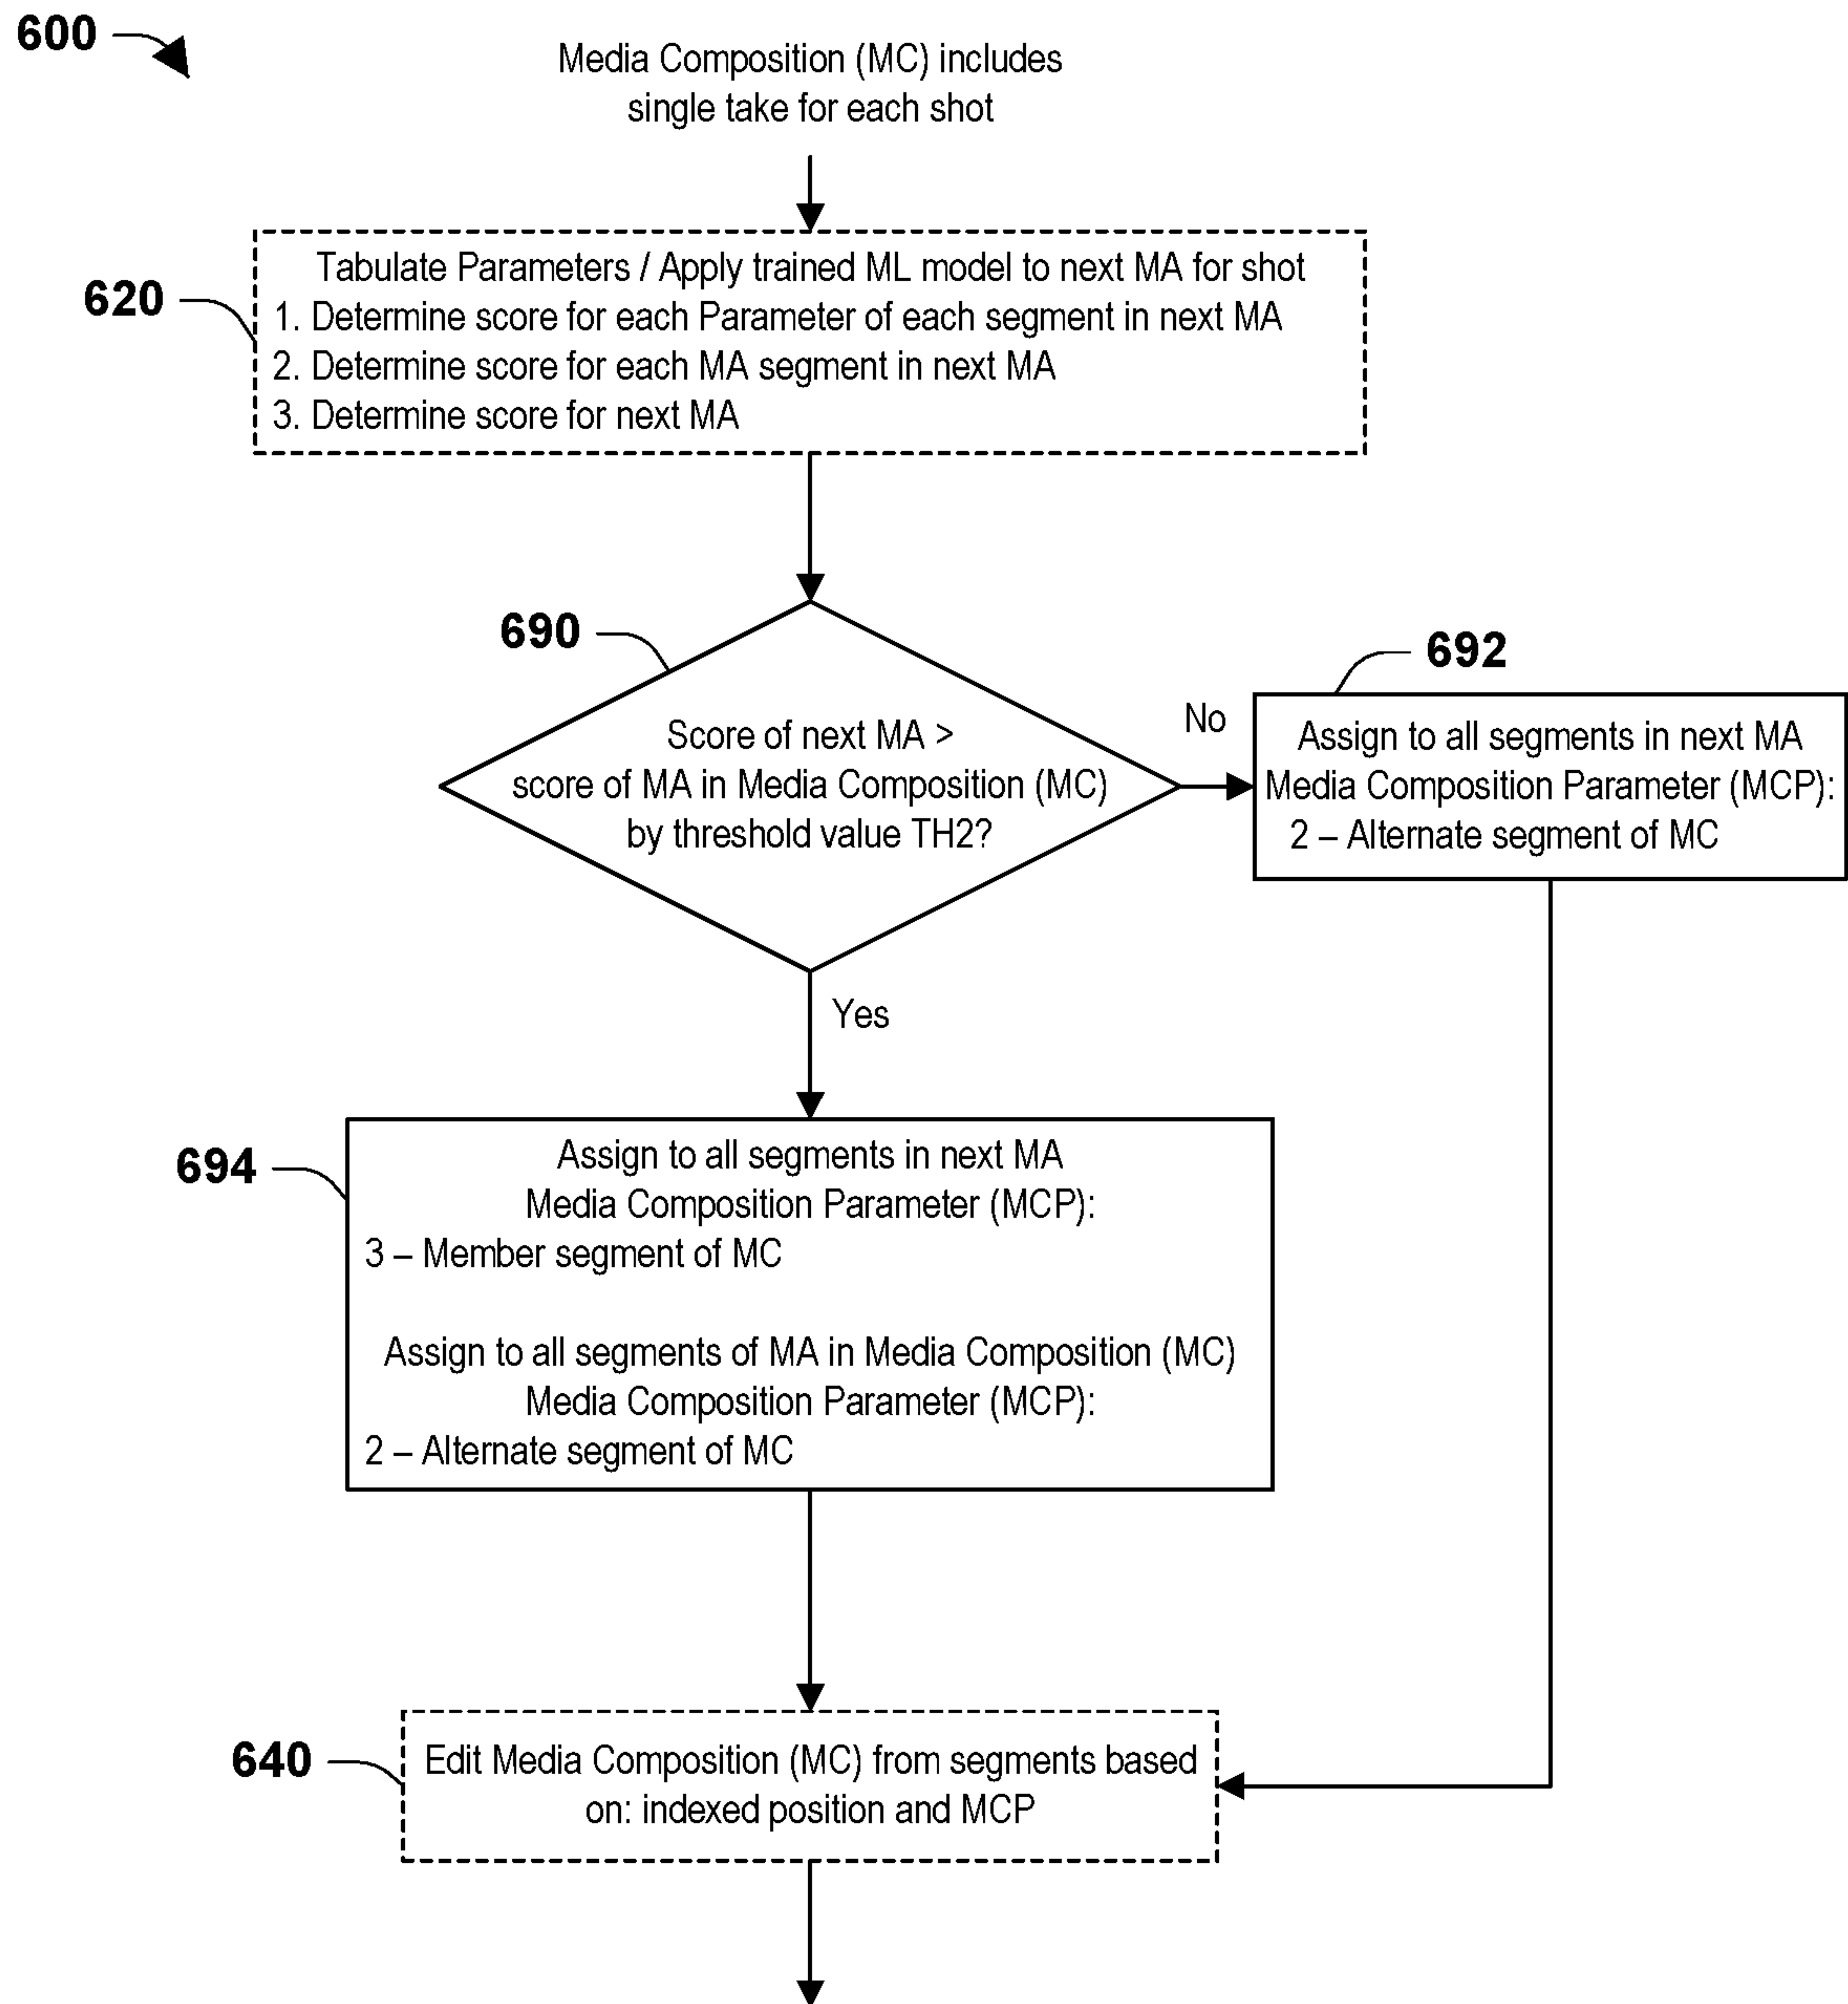 600
Media Composition (MC) includes
single take for each shot
620
Tabulate Parameters / Apply trained ML model to next MA for shot
1. Determine score for each Parameter of each segment in next MA
2. Determine score for each MA segment in next MA
3. Determine score for next MA
690
Score of next MA >
score of MA in Media Composition (MC)
by threshold value TH2?
No
692
Assign to all segments in next MA
Media Composition Parameter (MCP):
2 – Alternate segment of MC
Yes
694
Assign to all segments in next MA
Media Composition Parameter (MCP):
3 – Member segment of MC
Assign to all segments of MA in Media Composition (MC)
Media Composition Parameter (MCP):
2 – Alternate segment of MC
640
Edit Media Composition (MC) from segments based
on: indexed position and MCP